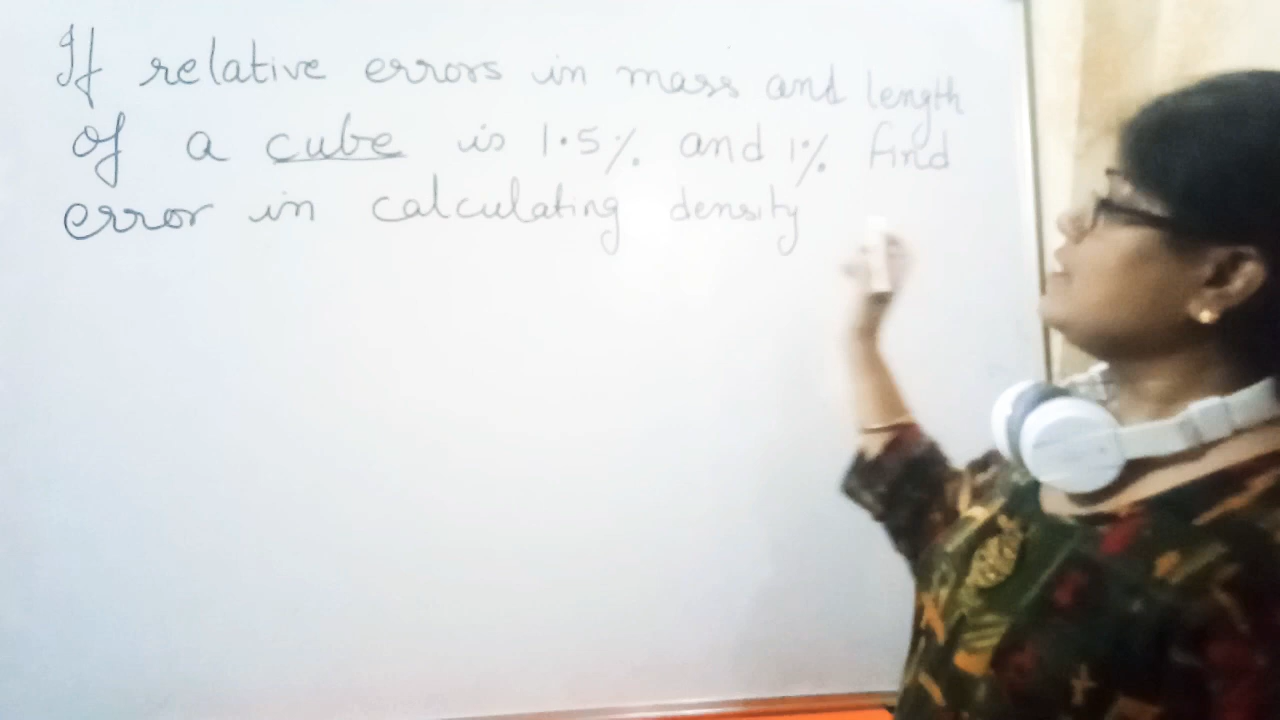 If relative errors in mass and length
of a cube is 1.5% and 1% find
error in calculating density